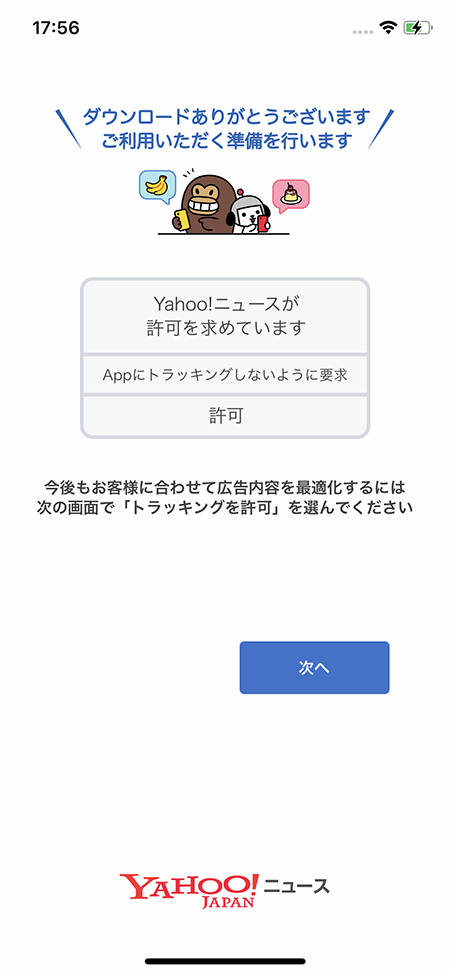 17:56
ダウンロードありがとうございます
ご利用いただく準備を行います
Yahoo!ニュースが
許可を求めています
Appにトラッキングしないように要求
許可
今後もお客様に合わせて広告内容を最適化するには
次の画面で「トラッキングを許可」を選んでください
次へ
YAHOO! ニュース
JAPAN